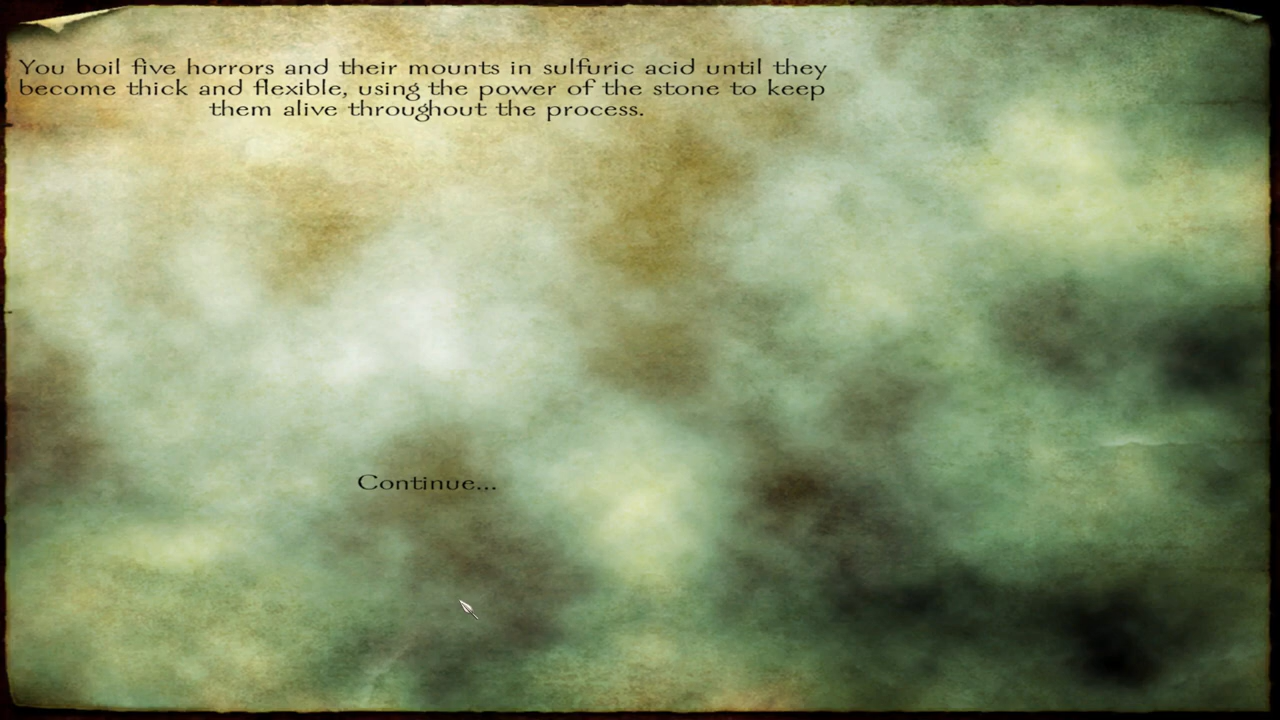 You boil five horrors and their mounts in sulfuric acid until they
become thick and flexible, using the power of the stone to keep
them alive throughout the process.
Continue...